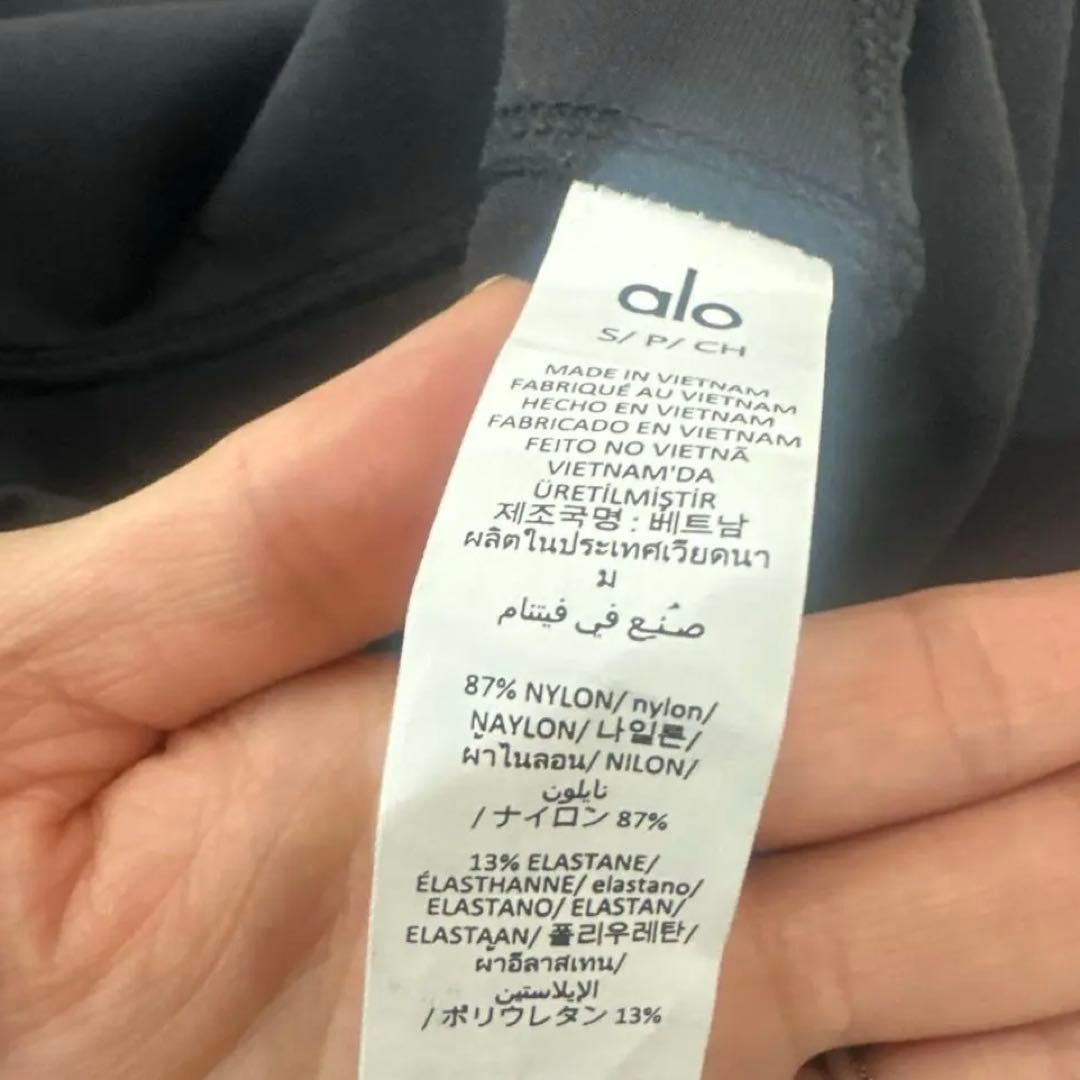 alo
S/ P/ CH
MADE IN VIETNAM
FABRIQUÉ AU VIETNAM
HECHO EN VIETNAM
FABRICADO EN VIETNAM
FEITO NO VIETNÃ
VIETNAM'DA
ÜRETİLMİŞTİR
제조국명 : 베트남
ผลิตในประเทศเวียดนา
ม
صُنِع في فيتنام
87% NYLON/ nylon/
NAYLON/ 나일론/
ผ้าไนลอน/ NILON/
نايلون
/ ナイロン 87%
13% ELASTANE/
ÉLASTHANNE/ elastano/
ELASTANO/ ELASTAN/
ELASTAAN/ 폴리우레탄/
ผ้าอีลาสเทน/
الإيلاستين
/ ポリウレタン 13%